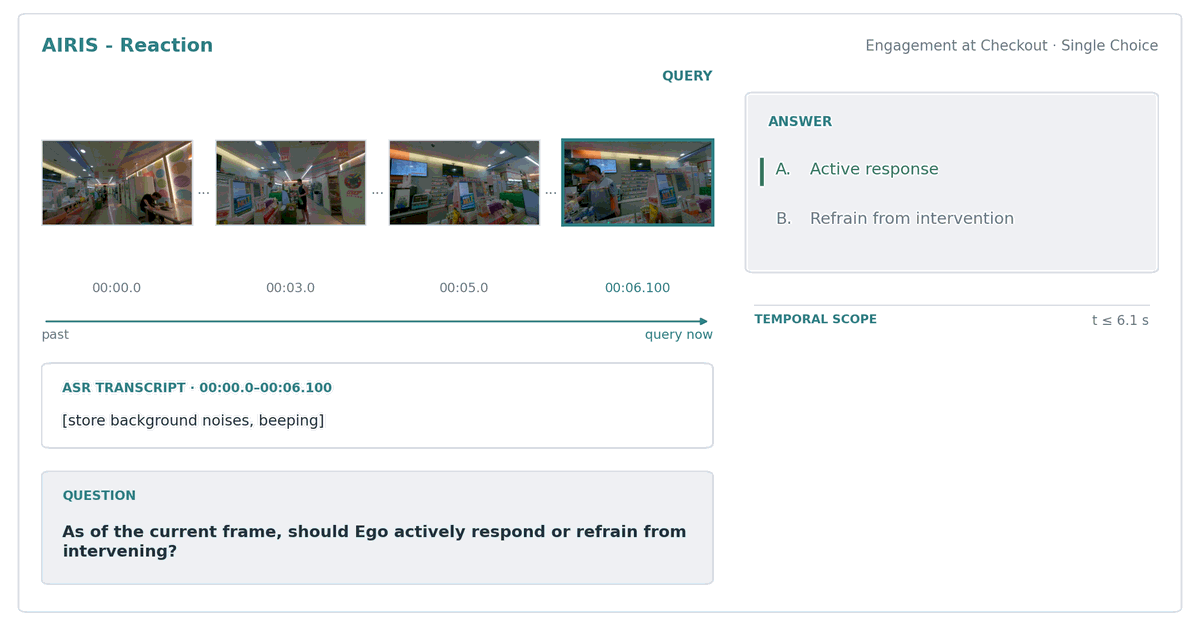 AIRIS - Reaction
Engagement at Checkout · Single Choice
QUERY
...
...
...
00:00.0
00:03.0
00:05.0
00:06.100
past
query now
ASR TRANSCRIPT · 00:00.0–00:06.100
[store background noises, beeping]
QUESTION
As of the current frame, should Ego actively respond or refrain from
intervening?
ANSWER
A. Active response
B. Refrain from intervention
TEMPORAL SCOPE
t ≤ 6.1 s